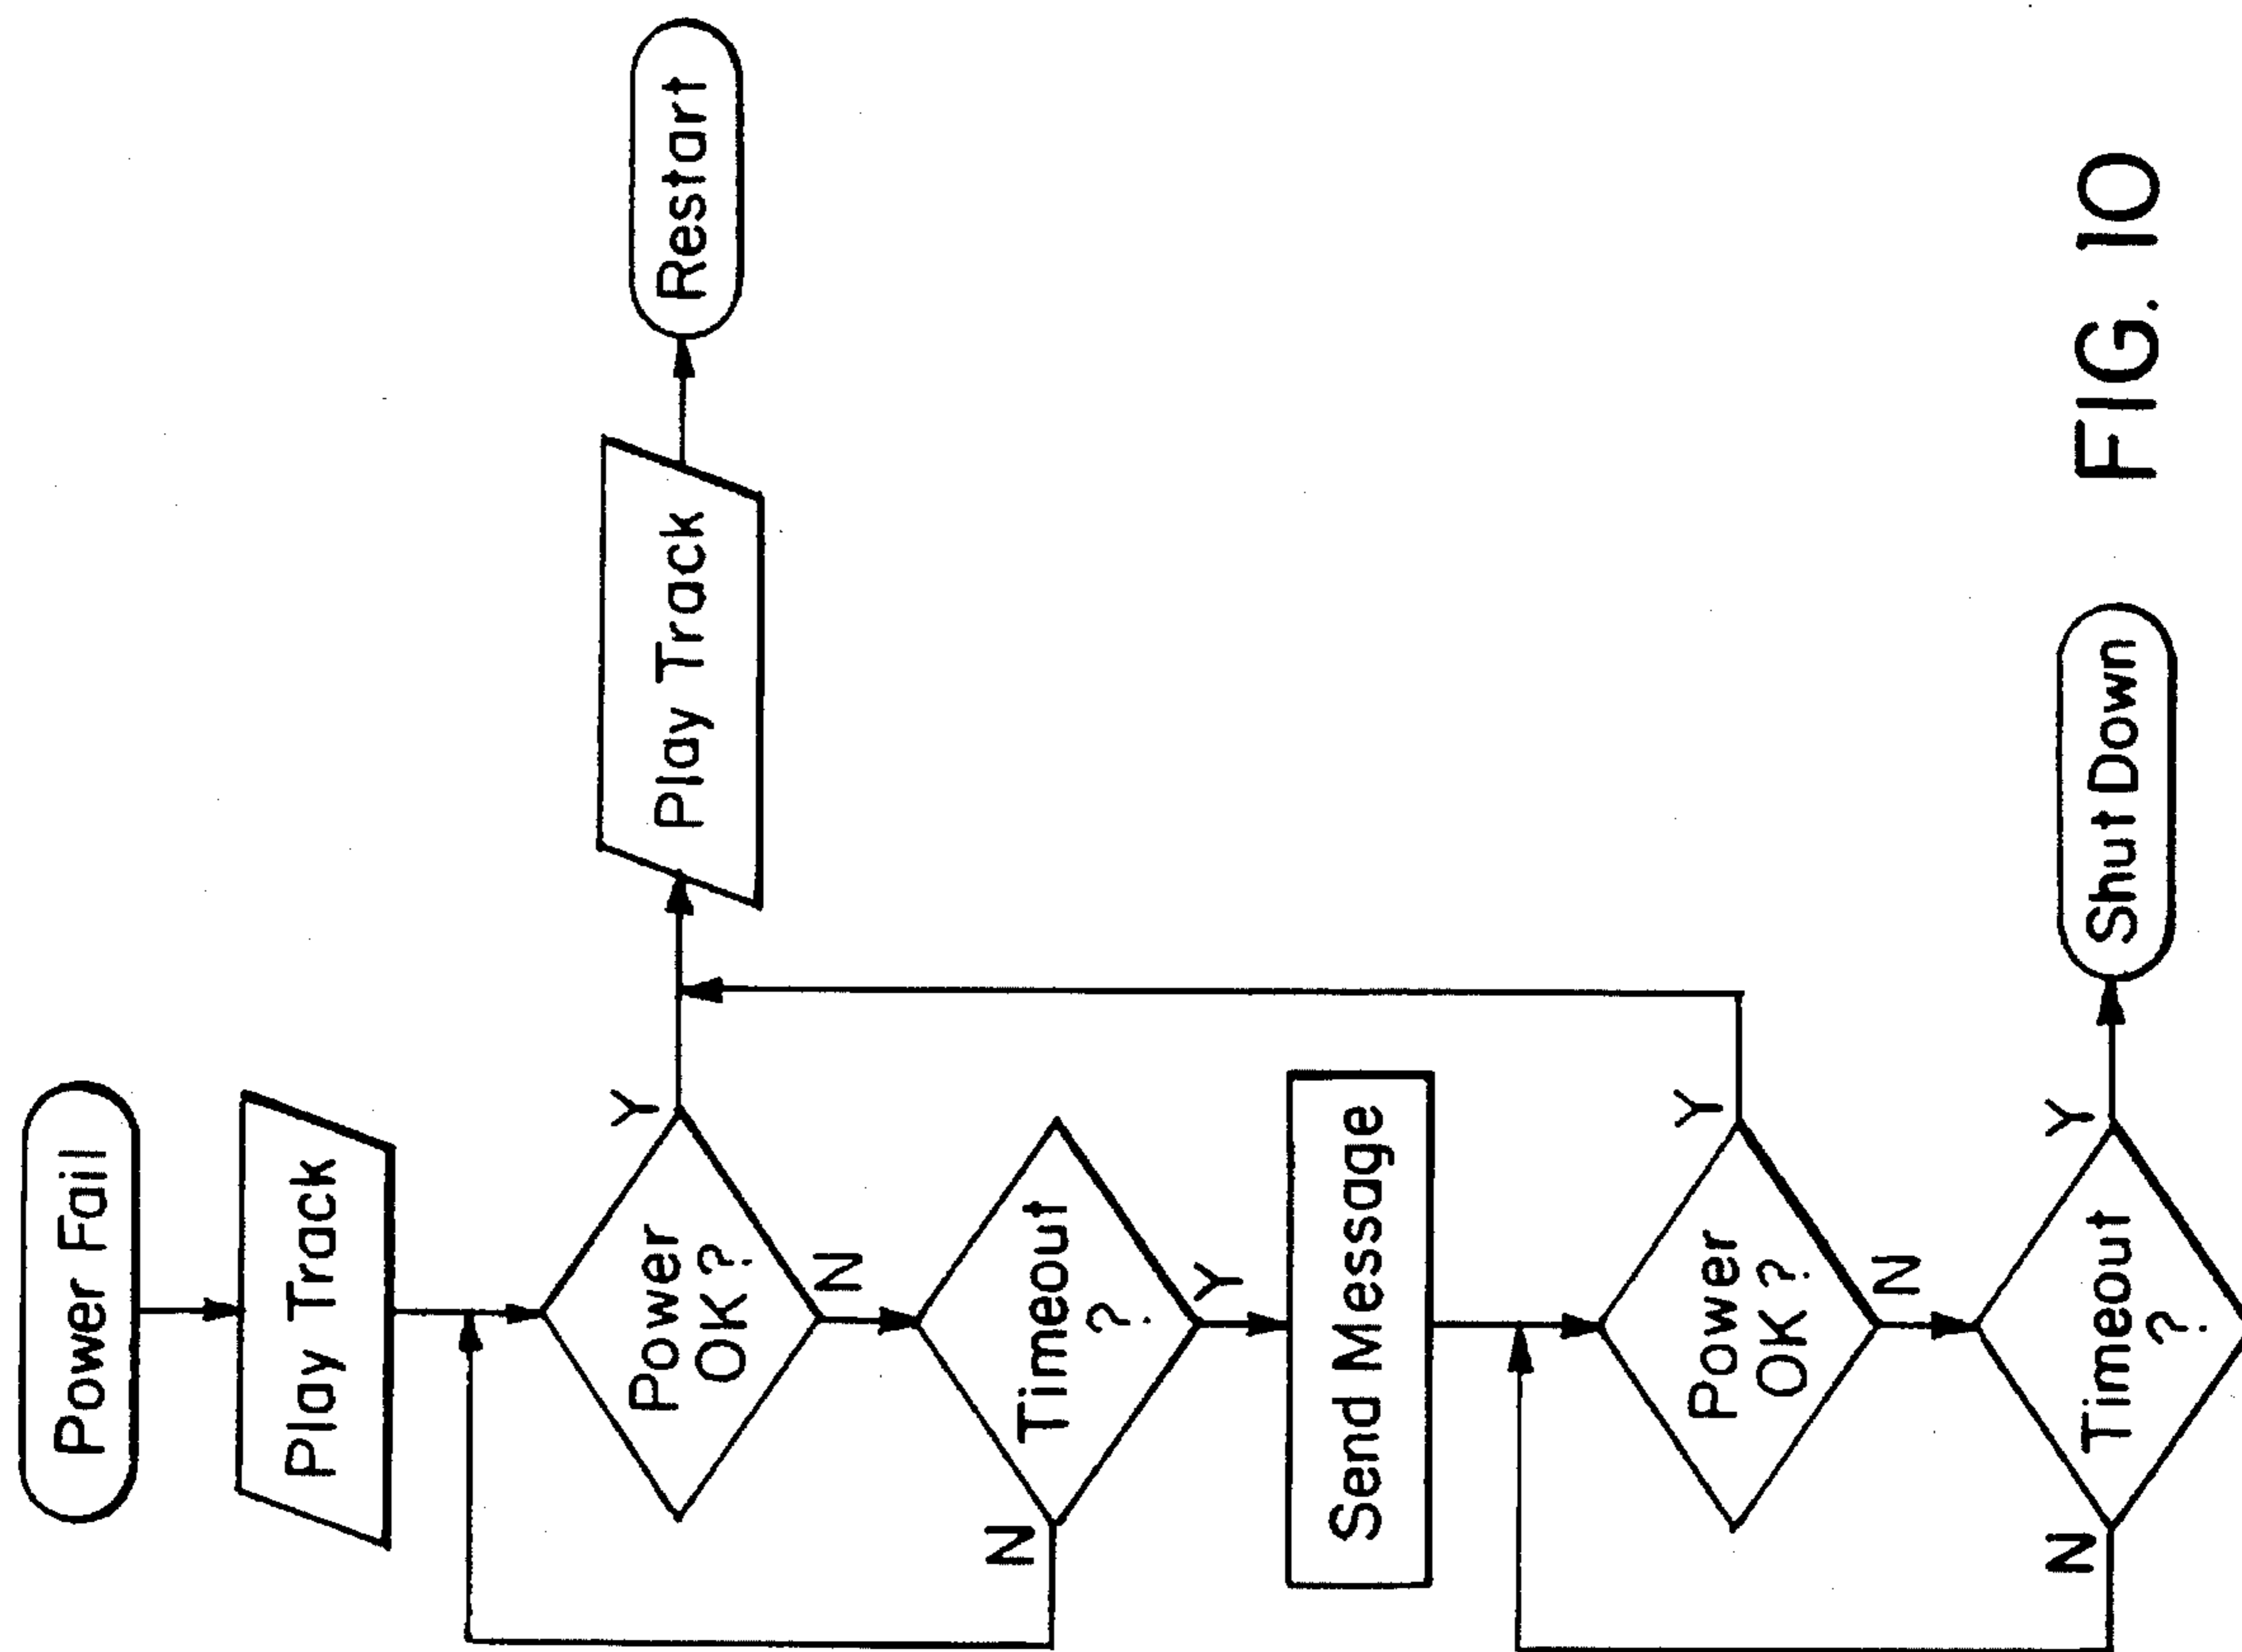 Power Fail
Play Track
Power
OK?
Y
N
Play Track
Restart
Timeout
?
N
Y
Send Message
Power
OK?
Y
N
Timeout
?
N
Y
Shut Down
FIG. 10